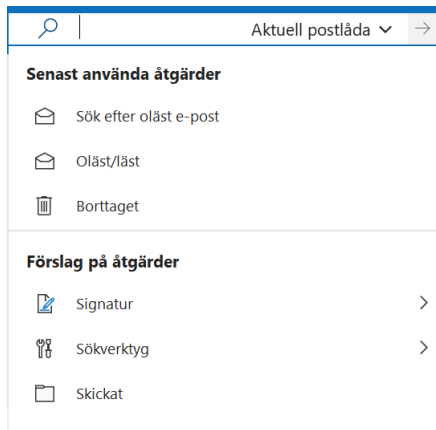 Aktuell postlåda
Senast använda åtgärder
Sök efter oläst e-post
Oläst/läst
Borttaget
Förslag på åtgärder
Signatur
Sökverktyg
Skickat